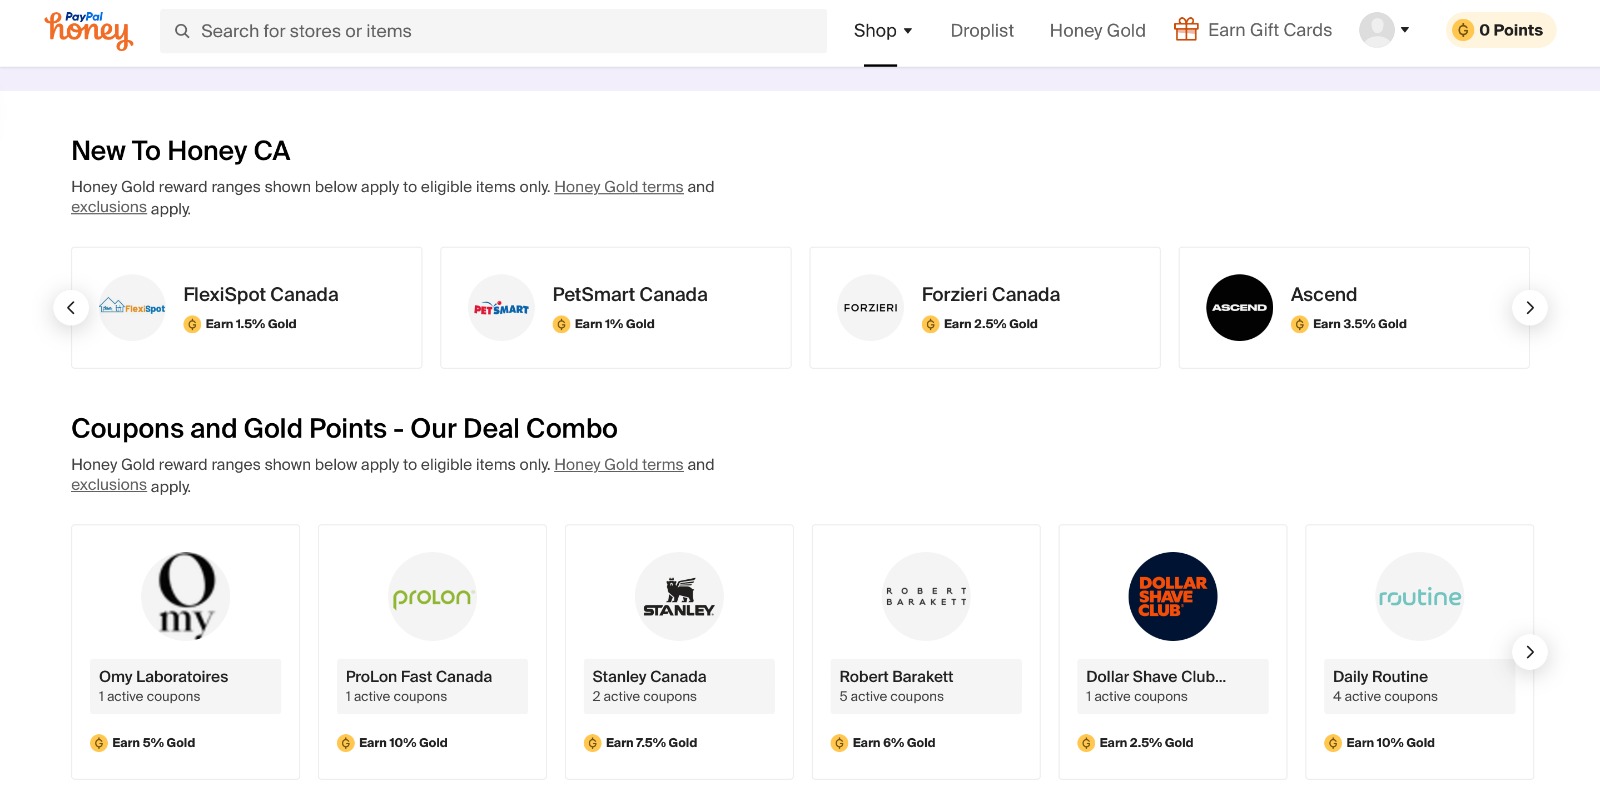 PayPal
honey
Search for stores or items
Shop
Droplist
Honey Gold
Earn Gift Cards
0 Points
New To Honey CA
Honey Gold reward ranges shown below apply to eligible items only. Honey Gold terms and
exclusions apply.
FlexiSpot
FlexiSpot Canada
Earn 1.5% Gold
PETSMART
PetSmart Canada
Earn 1% Gold
FORZIERI
Forzieri Canada
Earn 2.5% Gold
ASCEND
Ascend
Earn 3.5% Gold
Coupons and Gold Points - Our Deal Combo
Honey Gold reward ranges shown below apply to eligible items only. Honey Gold terms and
exclusions apply.
O
my
Omy Laboratoires
1 active coupons
Earn 5% Gold
PROLON
ProLon Fast Canada
1 active coupons
Earn 10% Gold
STANLEY
Stanley Canada
2 active coupons
Earn 7.5% Gold
ROBERT
BARAKETT
Robert Barakett
5 active coupons
Earn 6% Gold
DOLLAR
SHAVE
CLUB
Dollar Shave Club...
1 active coupons
Earn 2.5% Gold
routine
Daily Routine
4 active coupons
Earn 10% Gold